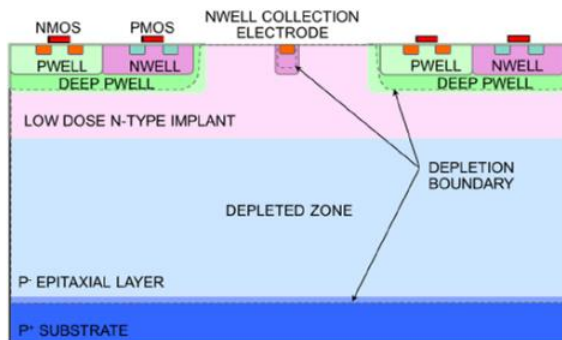 NWELL COLLECTION
ELECTRODE
NMOS PMOS
PWELL NWELL
DEEP PWELL
PWELL NWELL
DEEP PWELL
LOW DOSE N-TYPE IMPLANT
DEPLETION
BOUNDARY
DEPLETED ZONE
P- EPITAXIAL LAYER
P+ SUBSTRATE